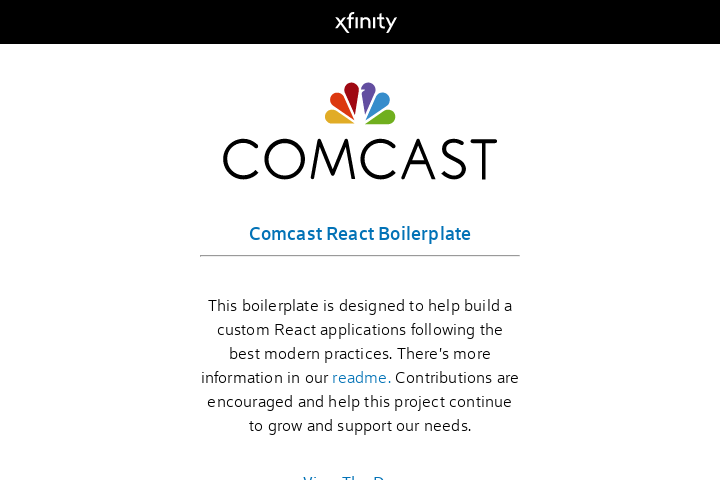 xfinity
COMCAST
Comcast React Boilerplate
This boilerplate is designed to help build a
custom React applications following the
best modern practices. There's more
information in our readme. Contributions are
encouraged and help this project continue
to grow and support our needs.
View The